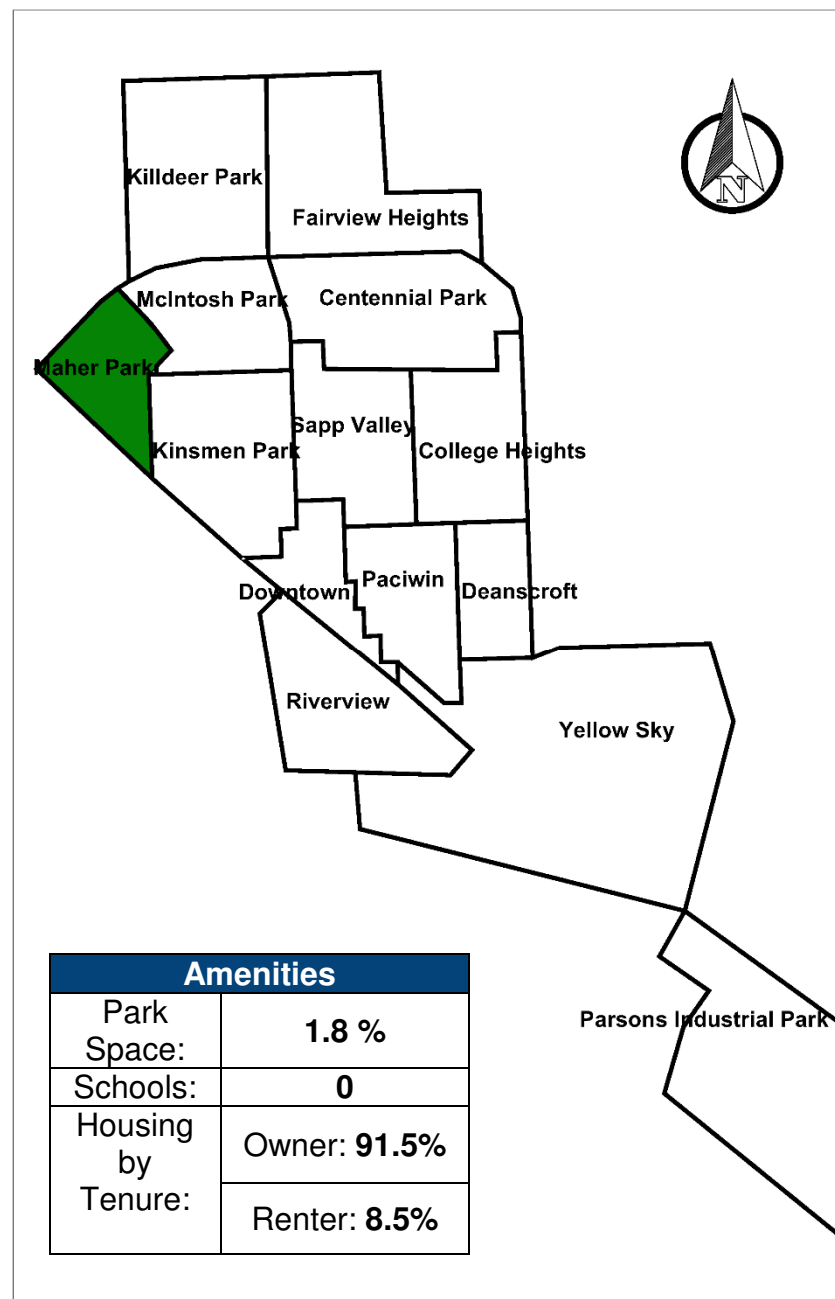 Killdeer Park
N
Fairview Heights
McIntosh Park
Centennial Park
Maher Park
Sapp Valley
Kinsmen Park
College Heights
Paciwin
Downtown
Deanscroft
Riverview
Yellow Sky
Parsons Industrial Park
Amenities
Park
Space:
1.8 %
Schools:
0
Housing
by
Tenure:
Owner: 91.5%
Renter: 8.5%